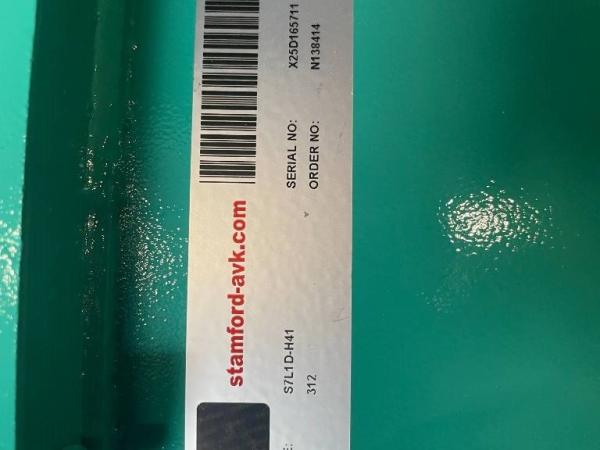 stamford-avk.com
E: S7L1D-H41 SERIAL NO: X25D165711
312 ORDER NO: N138414